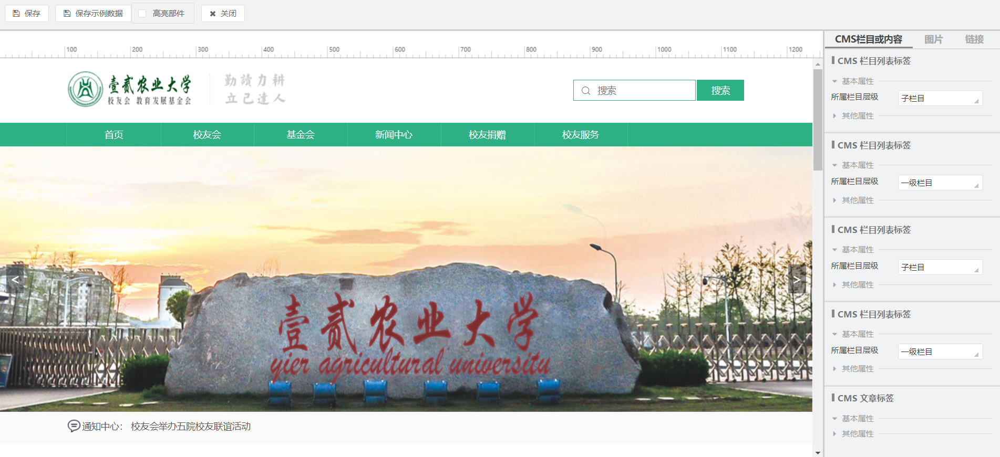 保存 保存示例数据 高亮部件 关闭
100 200 300 400 500 600 700 800 900 1000 1100 1200
CMS栏目或内容 图片 链接
壹贰农业大学
校友会 教育发展基金会
勤讀力耕
立己達人
搜索 搜索
首页 校友会 基金会 新闻中心 校友捐赠 校友服务
<
>
壹贰农业大学
yier agricultural universitu
通知中心： 校友会举办五院校友联谊活动
CMS 栏目列表标签
基本属性
所属栏目层级 子栏目
其他属性
CMS 栏目列表标签
基本属性
所属栏目层级 一级栏目
其他属性
CMS 栏目列表标签
基本属性
所属栏目层级 子栏目
其他属性
CMS 栏目列表标签
基本属性
所属栏目层级 一级栏目
其他属性
CMS 文章标签
基本属性
其他属性